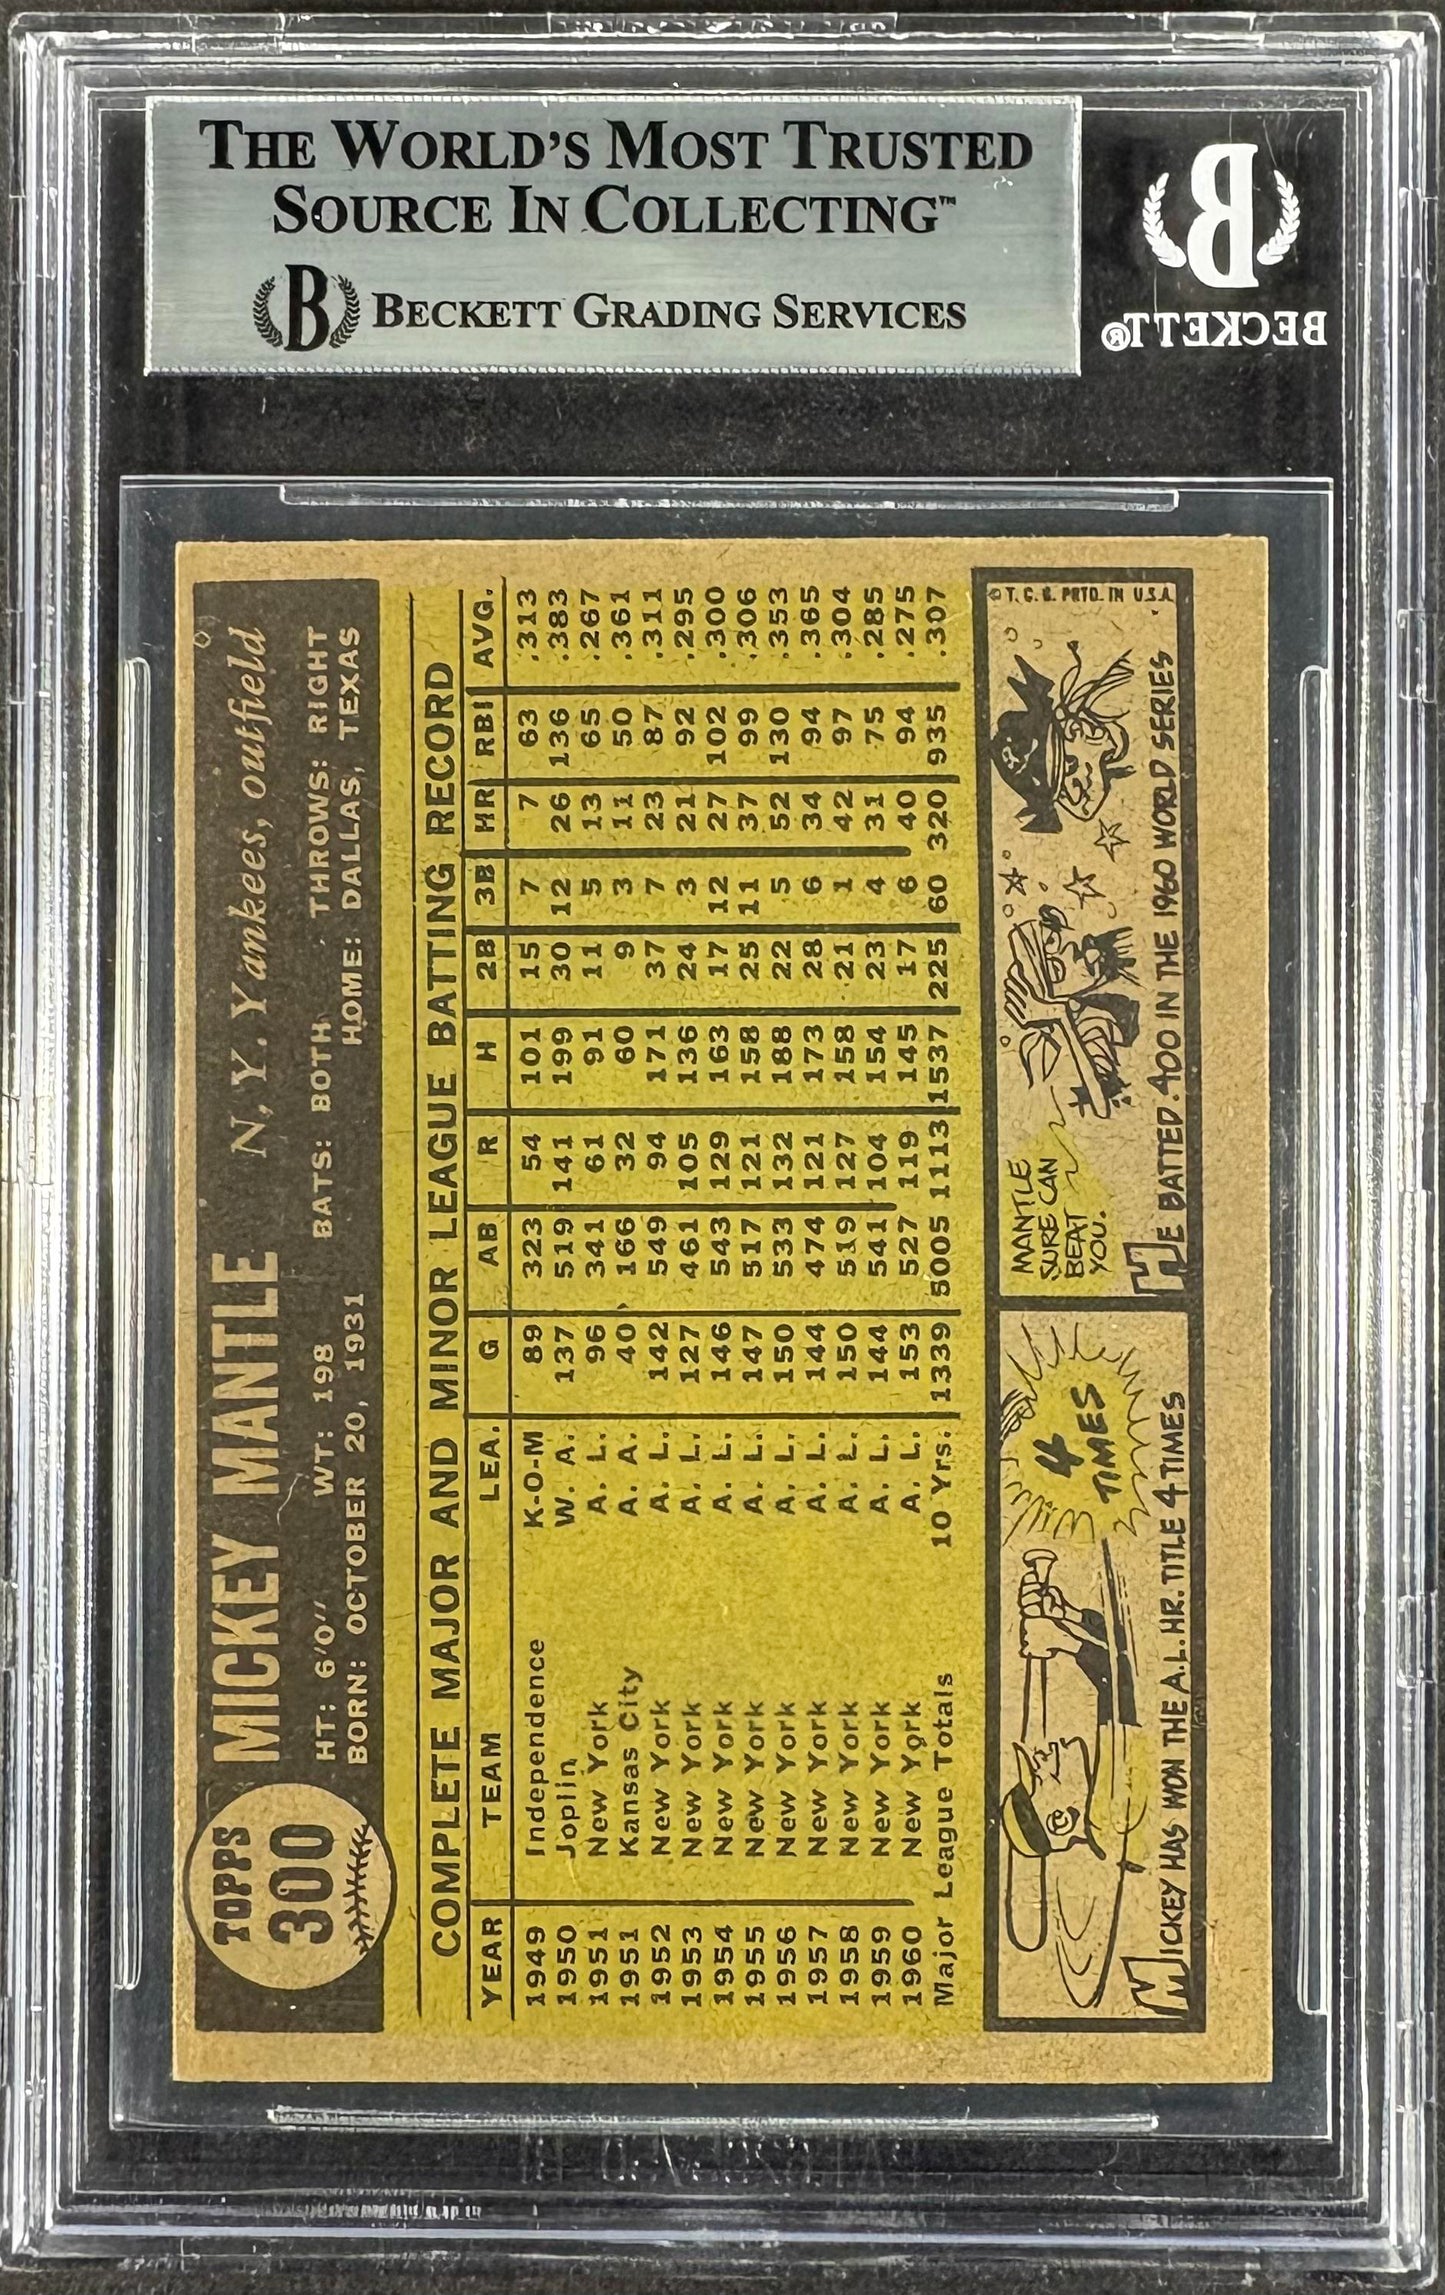 THE WORLD'S MOST TRUSTED
SOURCE IN COLLECTING™
B BECKETT GRADING SERVICES
B
BECKETT®
TOPPS
300
MICKEY MANTLE N. Y. Yankees, outfield
HT: 6'0" WT: 198 BATS: BOTH THROWS: RIGHT
BORN: OCTOBER 20, 1931 HOME: DALLAS, TEXAS
COMPLETE MAJOR AND MINOR LEAGUE BATTING RECORD
YEAR TEAM LEA. G AB R H 2B 3B HR RBI AVG.
1949 Independence K-O-M 89 323 54 101 15 7 7 63 .313
1950 Joplin W. A. 137 519 141 199 30 12 26 136 .383
1951 New York A. L. 96 341 61 91 11 5 13 65 .267
1951 Kansas City A. A. 40 166 32 60 9 3 11 50 .361
1952 New York A. L. 142 549 94 171 37 7 23 87 .311
1953 New York A. L. 127 461 105 136 24 3 21 92 .295
1954 New York A. L. 146 543 129 163 17 12 27 102 .300
1955 New York A. L. 147 517 121 158 25 11 37 99 .306
1956 New York A. L. 150 533 132 188 22 5 52 130 .353
1957 New York A. L. 144 474 121 173 28 6 34 94 .365
1958 New York A. L. 150 519 127 158 21 1 42 97 .304
1959 New York A. L. 144 541 104 154 23 4 31 75 .285
1960 New York A. L. 153 527 119 145 17 6 40 94 .275
Major League Totals 10 Yrs. 1339 5005 1113 1537 225 60 320 935 .307
4
TIMES
MICKEY HAS WON THE A.L. HR. TITLE 4 TIMES
MANTLE
SURE CAN
BEAT
YOU.
HE BATTED .400 IN THE 1960 WORLD SERIES
© T. C. G. PRTD. IN U.S.A.